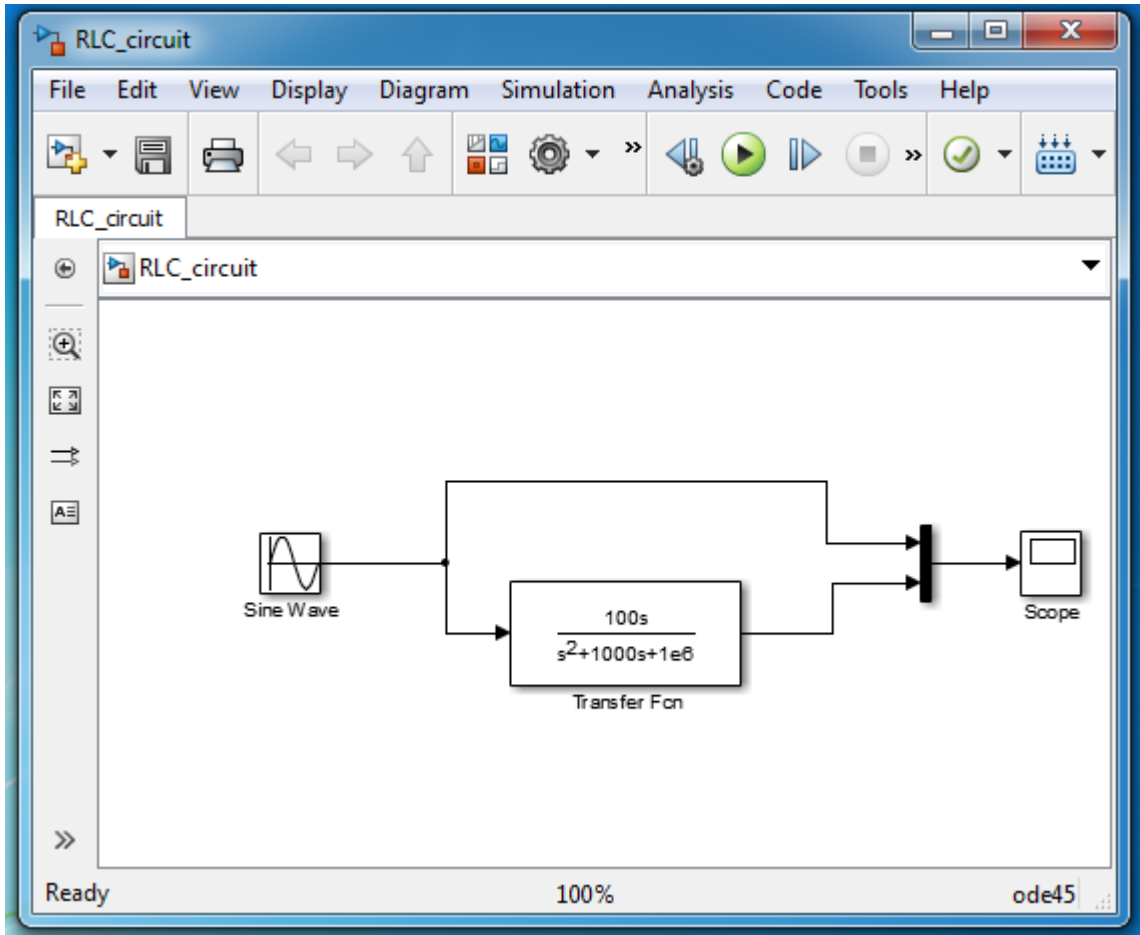 RLC_circuit
File Edit View Display Diagram Simulation Analysis Code Tools Help
RLC_circuit
RLC_circuit
Sine Wave
100s
s2+1000s+1e6
Transfer Fcn
Scope
Ready 100% ode45